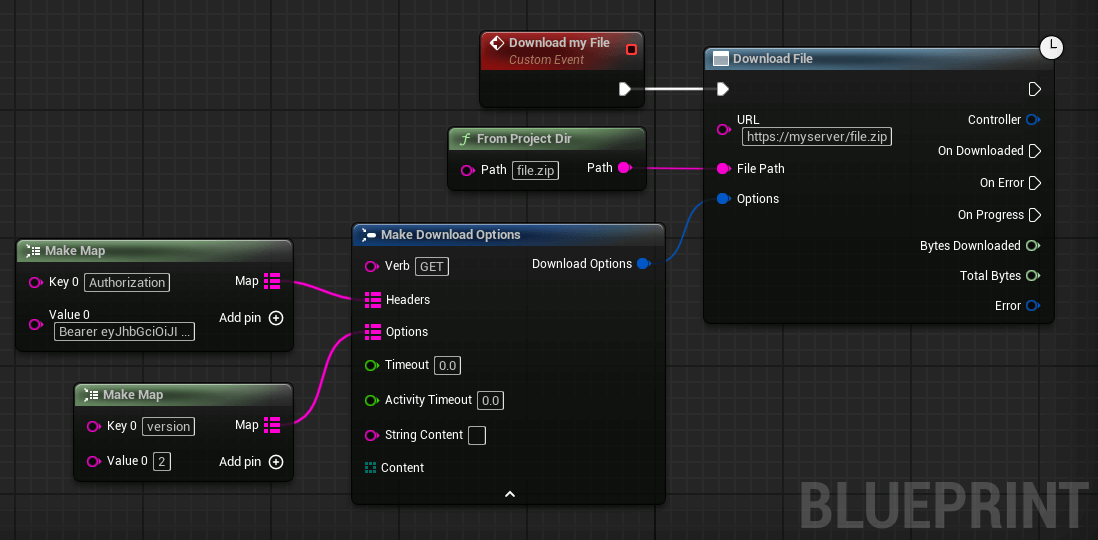 Download my File
Custom Event
Download File
URL
https://myserver/file.zip
Controller
On Downloaded
File Path
On Error
Options
On Progress
Bytes Downloaded
Total Bytes
Error
From Project Dir
Path file.zip Path
Make Download Options
Verb GET Download Options
Headers
Options
Timeout 0.0
Activity Timeout 0.0
String Content
Content
Make Map
Key 0 Authorization Map
Value 0 Add pin
Bearer eyJhbGciOiJI ...
Make Map
Key 0 version Map
Value 0 2 Add pin
BLUEPRINT